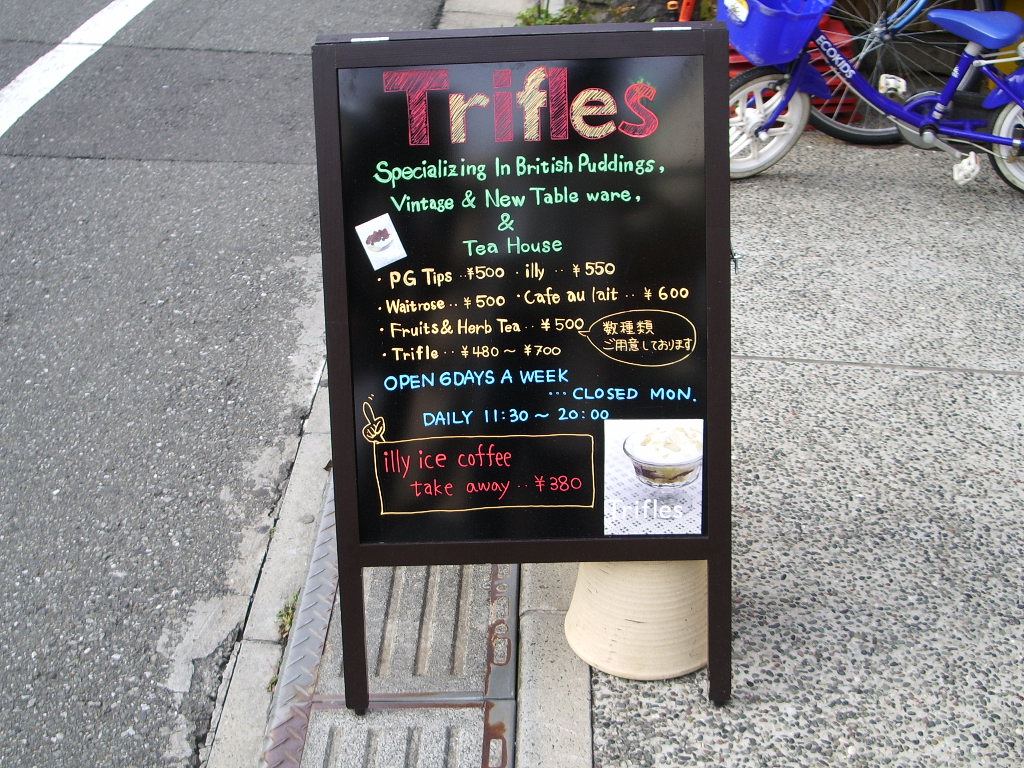 Trifles
Specializing In British Puddings,
Vintage & New Table ware,
&
Tea House
・PG Tips ‥¥500 ・illy ‥ ¥550
・Waitrose ‥ ¥500 ・Cafe au lait ‥ ¥600
・Fruits & Herb Tea ‥ ¥500
数種類
ご用意しております
・Trifle ‥ ¥480〜 ¥700
OPEN 6DAYS A WEEK
…CLOSED MON.
DAILY 11:30〜 20:00
illy ice coffee
take away ‥ ¥380
Trifles
ECOKIDS